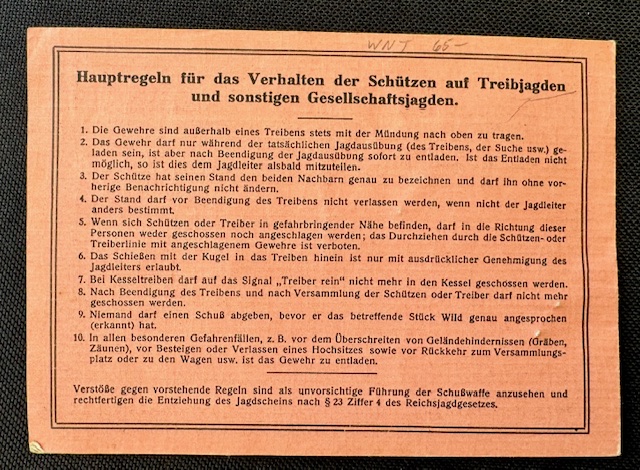 WNT 65-
Hauptregeln für das Verhalten der Schützen auf Treibjagden
und sonstigen Gesellschaftsjagden.
1. Die Gewehre sind außerhalb eines Treibens stets mit der Mündung nach oben zu tragen.
2. Das Gewehr darf nur während der tatsächlichen Jagdausübung (des Treibens, der Suche usw.) ge-
laden sein, ist aber nach Beendigung der Jagdausübung sofort zu entladen. Ist das Entladen nicht
möglich, so ist dies dem Jagdleiter alsbald mitzuteilen.
3. Der Schütze hat seinen Stand den beiden Nachbarn genau zu bezeichnen und darf ihn ohne vor-
herige Benachrichtigung nicht ändern.
4. Der Stand darf vor Beendigung des Treibens nicht verlassen werden, wenn nicht der Jagdleiter
anders bestimmt.
5. Wenn sich Schützen oder Treiber in gefahrbringender Nähe befinden, darf in die Richtung dieser
Personen weder geschossen noch angeschlagen werden; das Durchziehen durch die Schützen- oder
Treiberlinie mit angeschlagenem Gewehre ist verboten.
6. Das Schießen mit der Kugel in das Treiben hinein ist nur mit ausdrücklicher Genehmigung des
Jagdleiters erlaubt.
7. Bei Kesseltreiben darf auf das Signal „Treiber rein" nicht mehr in den Kessel geschossen werden.
8. Nach Beendigung des Treibens und nach Versammlung der Schützen oder Treiber darf nicht mehr
geschossen werden.
9. Niemand darf einen Schuß abgeben, bevor er das betreffende Stück Wild genau angesprochen
(erkannt) hat.
10. In allen besonderen Gefahrenfällen, z. B. vor dem Überschreiten von Geländehindernissen (Gräben,
Zäunen), vor Besteigen oder Verlassen eines Hochsitzes sowie vor Rückkehr zum Versammlungs-
platz oder zu den Wagen usw. ist das Gewehr zu entladen.
Verstöße gegen vorstehende Regeln sind als unvorsichtige Führung der Schußwaffe anzusehen und
rechtfertigen die Entziehung des Jagdscheins nach § 23 Ziffer 4 des Reichsjagdgesetzes.